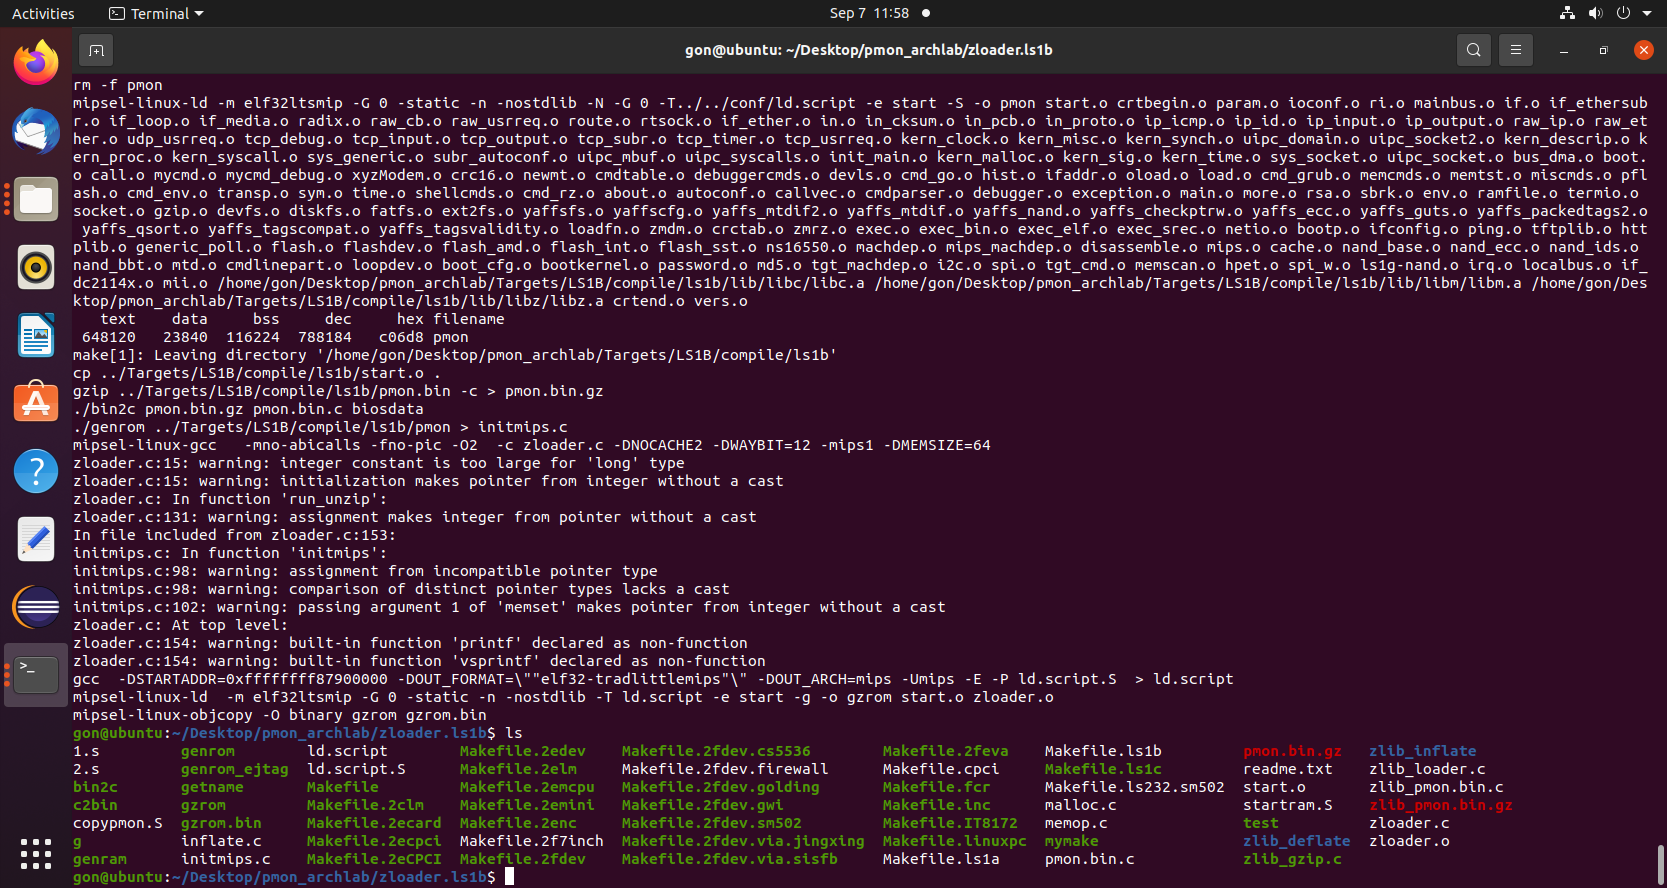 Activities Terminal Sep 7 11:58
gon@ubuntu: ~/Desktop/pmon_archlab/zloader.ls1b
rm -f pmon
mipsel-linux-ld -m elf32ltsmip -G 0 -static -n -nostdlib -N -G 0 -T../../conf/ld.script -e start -S -o pmon start.o crtbegin.o param.o ioconf.o ri.o mainbus.o if.o if_ethersub
r.o if_loop.o if_media.o radix.o raw_cb.o raw_usrreq.o route.o rtsock.o if_ether.o in.o in_cksum.o in_pcb.o in_proto.o ip_icmp.o ip_id.o ip_input.o ip_output.o raw_ip.o raw_et
her.o udp_usrreq.o tcp_debug.o tcp_input.o tcp_output.o tcp_subr.o tcp_timer.o tcp_usrreq.o kern_clock.o kern_misc.o kern_synch.o uipc_domain.o uipc_socket2.o kern_descrip.o k
ern_proc.o kern_syscall.o sys_generic.o subr_autoconf.o uipc_mbuf.o uipc_syscalls.o init_main.o kern_malloc.o kern_sig.o kern_time.o sys_socket.o uipc_socket.o bus_dma.o boot.
o call.o mycmd.o mycmd_debug.o xyzModem.o crc16.o newmt.o cmdtable.o debuggercmds.o devls.o cmd_go.o hist.o ifaddr.o oload.o load.o cmd_grub.o memcmds.o memtst.o miscmds.o pfl
ash.o cmd_env.o transp.o sym.o time.o shellcmds.o cmd_rz.o about.o autoconf.o callvec.o cmdparser.o debugger.o exception.o main.o more.o rsa.o sbrk.o env.o ramfile.o termio.o
socket.o gzip.o devfs.o diskfs.o fatfs.o ext2fs.o yaffsfs.o yaffscfg.o yaffs_mtdif2.o yaffs_mtdif.o yaffs_nand.o yaffs_checkptrw.o yaffs_ecc.o yaffs_guts.o yaffs_packedtags2.o
 yaffs_qsort.o yaffs_tagscompat.o yaffs_tagsvalidity.o loadfn.o zmdm.o crctab.o zmrz.o exec.o exec_bin.o exec_elf.o exec_srec.o netio.o bootp.o ifconfig.o ping.o tftplib.o htt
plib.o generic_poll.o flash.o flashdev.o flash_amd.o flash_int.o flash_sst.o ns16550.o machdep.o mips_machdep.o disassemble.o mips.o cache.o nand_base.o nand_ecc.o nand_ids.o
nand_bbt.o mtd.o cmdlinepart.o loopdev.o boot_cfg.o bootkernel.o password.o md5.o tgt_machdep.o i2c.o spi.o tgt_cmd.o memscan.o hpet.o spi_w.o ls1g-nand.o irq.o localbus.o if_
dc2114x.o mii.o /home/gon/Desktop/pmon_archlab/Targets/LS1B/compile/ls1b/lib/libc/libc.a /home/gon/Desktop/pmon_archlab/Targets/LS1B/compile/ls1b/lib/libm/libm.a /home/gon/Des
ktop/pmon_archlab/Targets/LS1B/compile/ls1b/lib/libz/libz.a crtend.o vers.o
   text    data     bss     dec     hex filename
 648120   23840  116224  788184   c06d8 pmon
make[1]: Leaving directory '/home/gon/Desktop/pmon_archlab/Targets/LS1B/compile/ls1b'
cp ../Targets/LS1B/compile/ls1b/start.o .
gzip ../Targets/LS1B/compile/ls1b/pmon.bin -c > pmon.bin.gz
./bin2c pmon.bin.gz pmon.bin.c biosdata
./genrom ../Targets/LS1B/compile/ls1b/pmon > initmips.c
mipsel-linux-gcc   -mno-abicalls -fno-pic -O2  -c zloader.c -DNOCACHE2 -DWAYBIT=12 -mips1 -DMEMSIZE=64
zloader.c:15: warning: integer constant is too large for 'long' type
zloader.c:15: warning: initialization makes pointer from integer without a cast
zloader.c: In function 'run_unzip':
zloader.c:131: warning: assignment makes integer from pointer without a cast
In file included from zloader.c:153:
initmips.c: In function 'initmips':
initmips.c:98: warning: assignment from incompatible pointer type
initmips.c:98: warning: comparison of distinct pointer types lacks a cast
initmips.c:102: warning: passing argument 1 of 'memset' makes pointer from integer without a cast
zloader.c: At top level:
zloader.c:154: warning: built-in function 'printf' declared as non-function
zloader.c:154: warning: built-in function 'vsprintf' declared as non-function
gcc  -DSTARTADDR=0xffffffff87900000 -DOUT_FORMAT=\""elf32-tradlittlemips"\" -DOUT_ARCH=mips -Umips -E -P ld.script.S  > ld.script
mipsel-linux-ld  -m elf32ltsmip -G 0 -static -n -nostdlib -T ld.script -e start -g -o gzrom start.o zloader.o
mipsel-linux-objcopy -O binary gzrom gzrom.bin
gon@ubuntu:~/Desktop/pmon_archlab/zloader.ls1b$ ls
1.s genrom ld.script Makefile.2edev Makefile.2fdev.cs5536 Makefile.2feva Makefile.ls1b pmon.bin.gz zlib_inflate
2.s genrom_ejtag ld.script.S Makefile.2elm Makefile.2fdev.firewall Makefile.cpci Makefile.ls1c readme.txt zlib_loader.c
bin2c getname Makefile Makefile.2emcpu Makefile.2fdev.golding Makefile.fcr Makefile.ls232.sm502 start.o zlib_pmon.bin.c
c2bin gzrom Makefile.2clm Makefile.2emini Makefile.2fdev.gwi Makefile.inc malloc.c startram.S zlib_pmon.bin.gz
copypmon.S gzrom.bin Makefile.2ecard Makefile.2enc Makefile.2fdev.sm502 Makefile.IT8172 memop.c test zloader.c
g inflate.c Makefile.2ecpci Makefile.2f7inch Makefile.2fdev.via.jingxing Makefile.linuxpc mymake zlib_deflate zloader.o
genram initmips.c Makefile.2eCPCI Makefile.2fdev Makefile.2fdev.via.sisfb Makefile.ls1a pmon.bin.c zlib_gzip.c
gon@ubuntu:~/Desktop/pmon_archlab/zloader.ls1b$